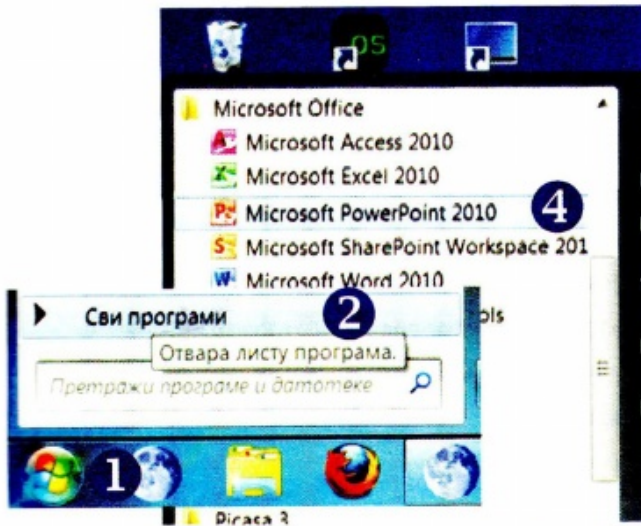 OS
Microsoft Office
Microsoft Access 2010
Microsoft Excel 2010
Microsoft PowerPoint 2010
4
Microsoft SharePoint Workspace 201
Microsoft Word 2010
Сви програми
2
ols
Отвара листу програма.
Претражи програме и датотеке
1
Picasa 3